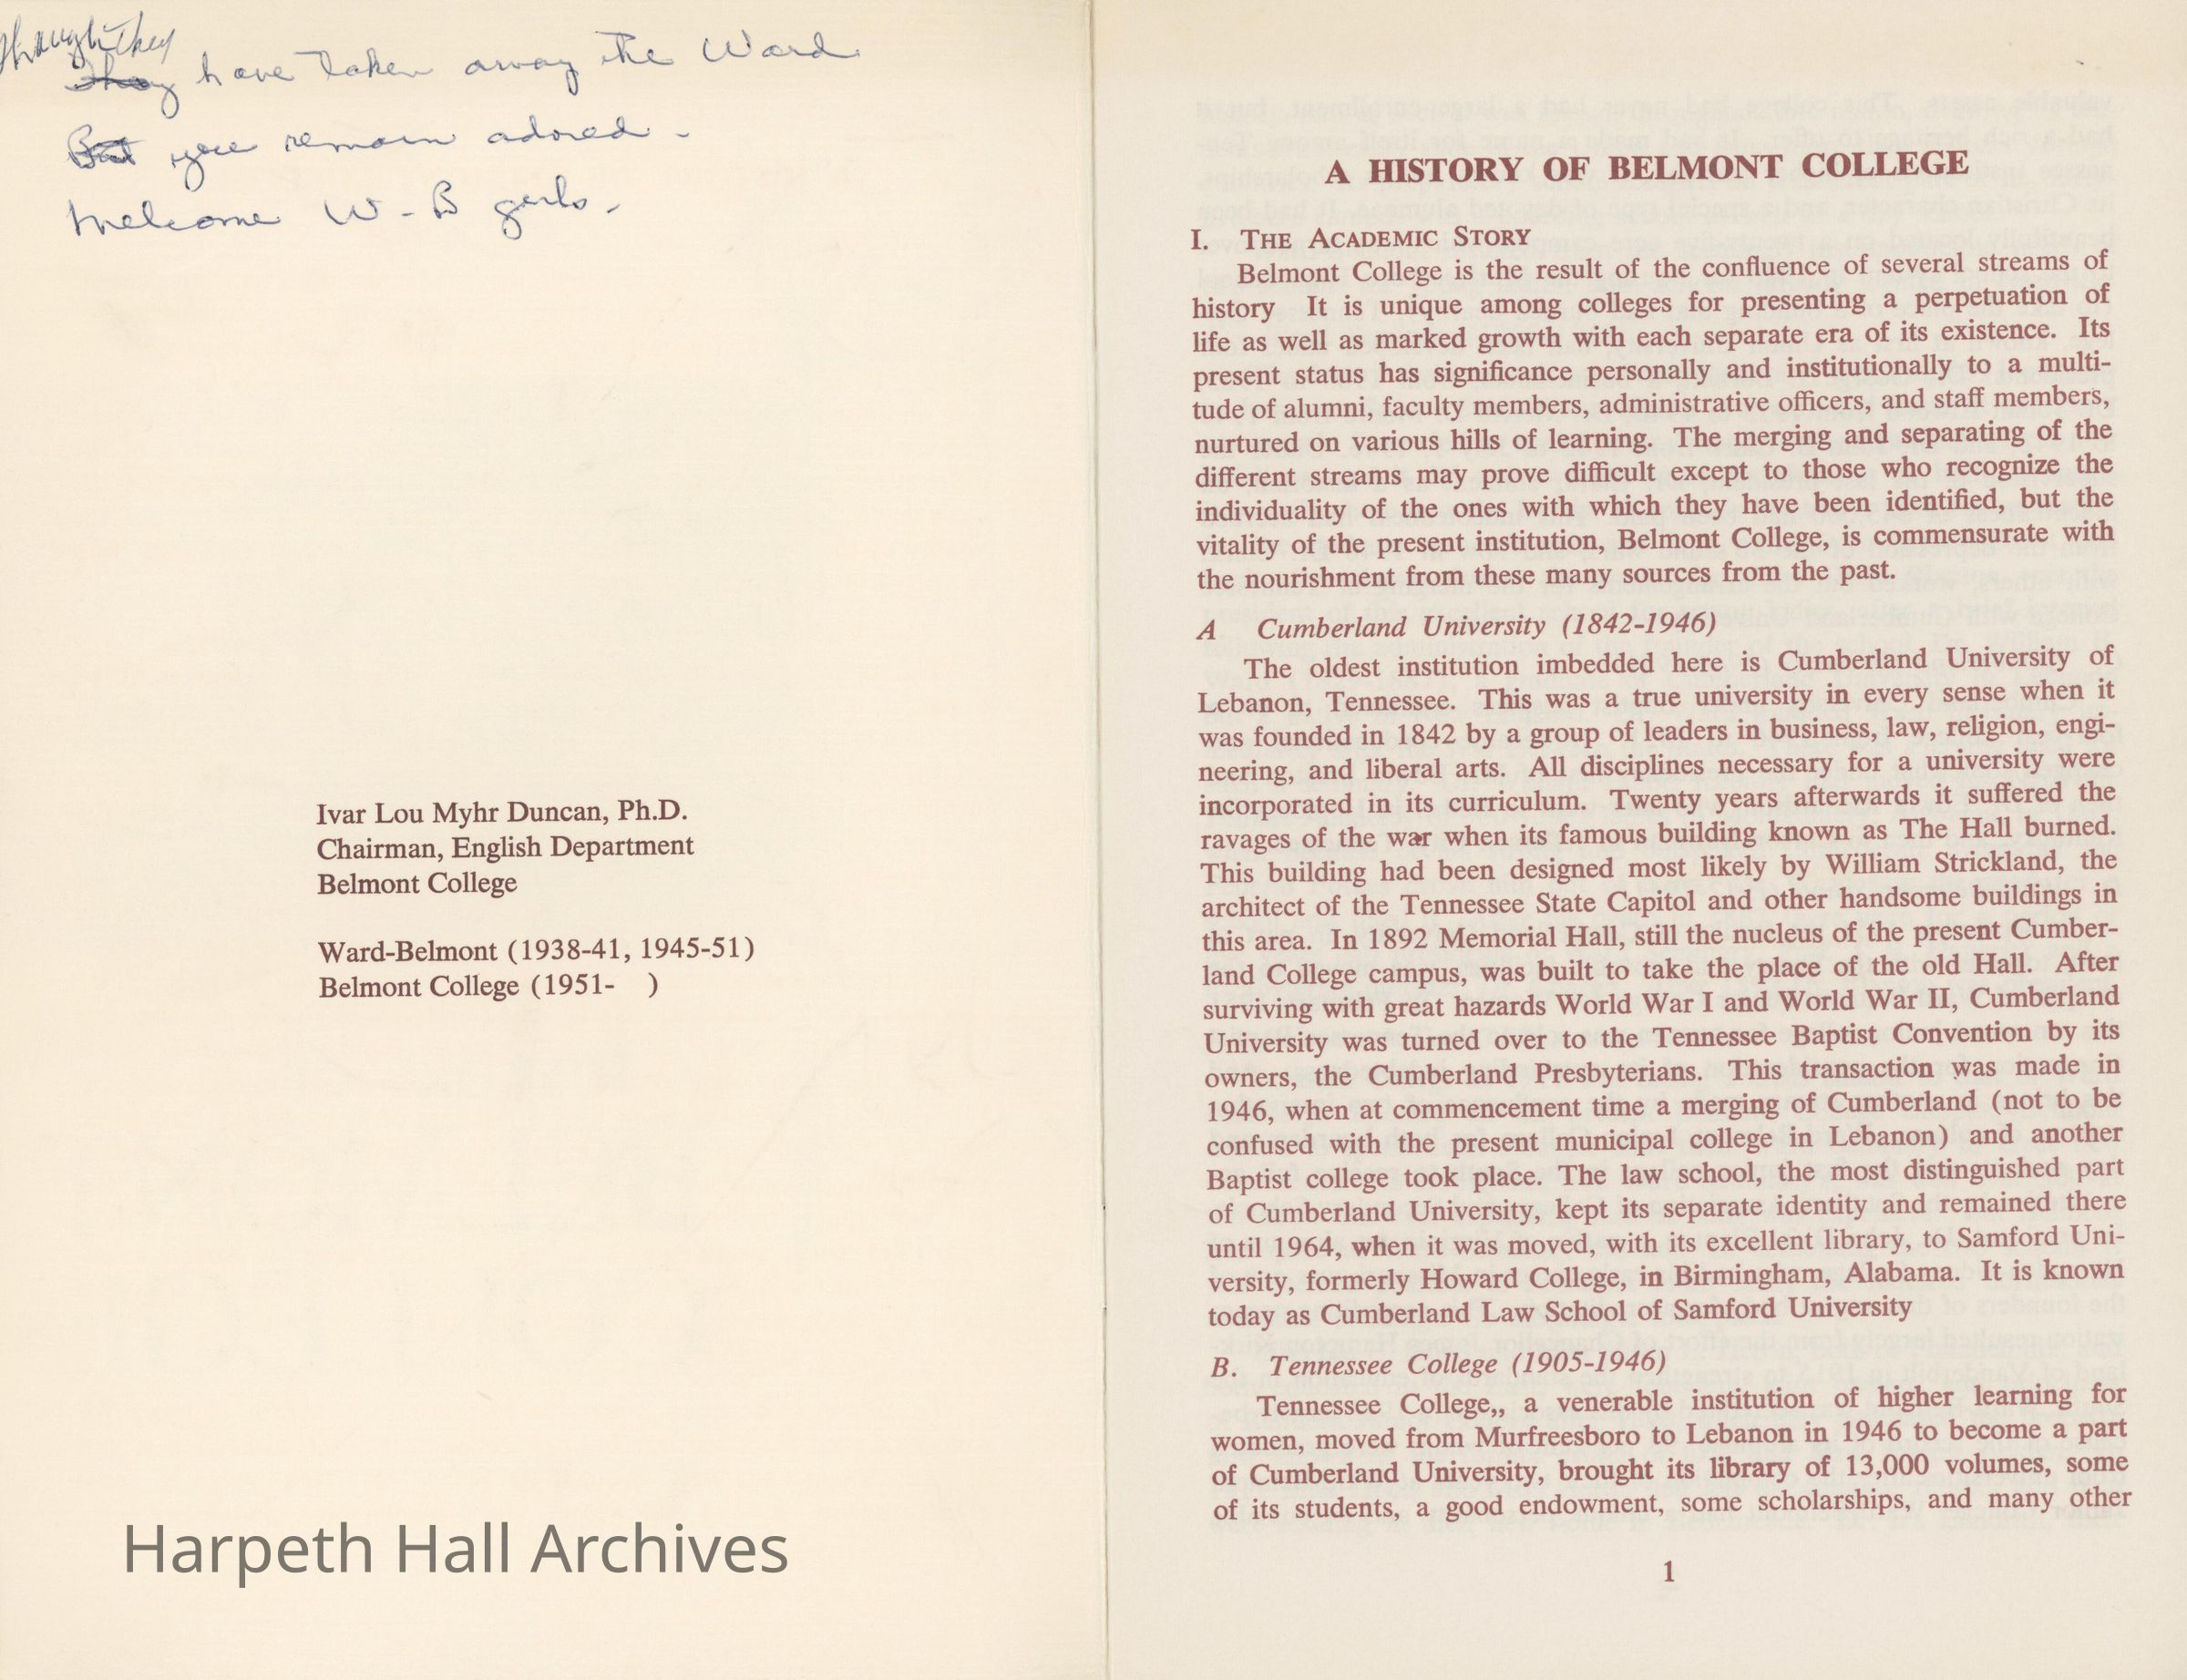 though they
they have taken away the Ward
But you remain adored -
Welcome W-B girls -
Ivar Lou Myhr Duncan, Ph.D.
Chairman, English Department
Belmont College
Ward-Belmont (1938-41, 1945-51)
Belmont College (1951-    )
Harpeth Hall Archives
A HISTORY OF BELMONT COLLEGE
I. THE ACADEMIC STORY
Belmont College is the result of the confluence of several streams of
history  It is unique among colleges for presenting a perpetuation of
life as well as marked growth with each separate era of its existence. Its
present status has significance personally and institutionally to a multi-
tude of alumni, faculty members, administrative officers, and staff members,
nurtured on various hills of learning. The merging and separating of the
different streams may prove difficult except to those who recognize the
individuality of the ones with which they have been identified, but the
vitality of the present institution, Belmont College, is commensurate with
the nourishment from these many sources from the past.
A Cumberland University (1842-1946)
The oldest institution imbedded here is Cumberland University of
Lebanon, Tennessee. This was a true university in every sense when it
was founded in 1842 by a group of leaders in business, law, religion, engi-
neering, and liberal arts. All disciplines necessary for a university were
incorporated in its curriculum. Twenty years afterwards it suffered the
ravages of the war when its famous building known as The Hall burned.
This building had been designed most likely by William Strickland, the
architect of the Tennessee State Capitol and other handsome buildings in
this area. In 1892 Memorial Hall, still the nucleus of the present Cumber-
land College campus, was built to take the place of the old Hall. After
surviving with great hazards World War I and World War II, Cumberland
University was turned over to the Tennessee Baptist Convention by its
owners, the Cumberland Presbyterians. This transaction was made in
1946, when at commencement time a merging of Cumberland (not to be
confused with the present municipal college in Lebanon) and another
Baptist college took place. The law school, the most distinguished part
of Cumberland University, kept its separate identity and remained there
until 1964, when it was moved, with its excellent library, to Samford Uni-
versity, formerly Howard College, in Birmingham, Alabama. It is known
today as Cumberland Law School of Samford University
B. Tennessee College (1905-1946)
Tennessee College,, a venerable institution of higher learning for
women, moved from Murfreesboro to Lebanon in 1946 to become a part
of Cumberland University, brought its library of 13,000 volumes, some
of its students, a good endowment, some scholarships, and many other
1